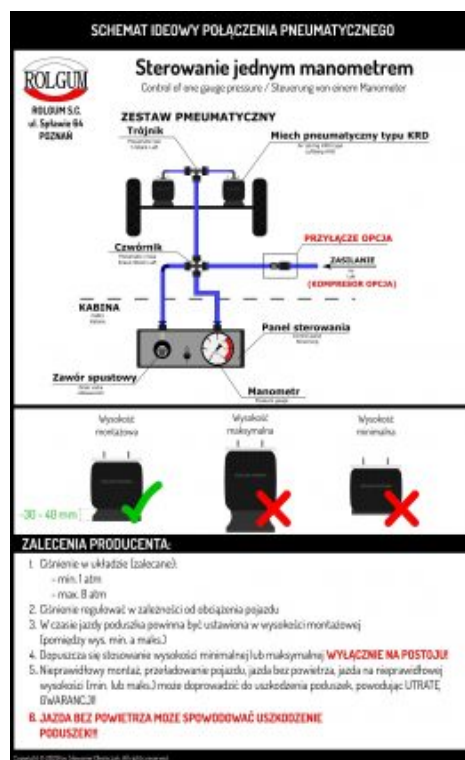 SCHEMAT IDEOWY POŁĄCZENIA PNEUMATYCZNEGO
ROLGUM
ROLGUM S.C.
ul. Spławie 64
POZNAŃ
Sterowanie jednym manometrem
Control of one gauge pressure / Steuerung von einem Manometer
ZESTAW PNEUMATYCZNY
Trójnik
Miech pneumatyczny typu KRD
PRZYŁĄCZE OPCJA
Czwórnik
ZASILANIE
(KOMPRESOR OPCJA)
KABINA
Panel sterowania
Zawór spustowy
Manometr
Wysokość
montażowa
Wysokość
maksymalna
Wysokość
minimalna
~30 - 40 mm
ZALECENIA PRODUCENTA:
1. Ciśnienie w układzie (zalecane):
- min. 1 atm
- max. 8 atm
2. Ciśnienie regulować w zależności od obciążenia pojazdu
3. W czasie jazdy poduszka powinna być ustawiona w wysokości montażowej
(pomiędzy wys. min. a maks.)
4. Dopuszcza się stosowanie wysokości minimalnej lub maksymalnej WYŁĄCZNIE NA POSTOJU!
5. Nieprawidłowy montaż, przeładowanie pojazdu, jazda bez powietrza, jazda na nieprawidłowej
wysokości (min. lub maks.) może doprowadzić do uszkodzenia poduszek, powodując UTRATĘ
GWARANCJI!
6. JAZDA BEZ POWIETRZA MOŻE SPOWODOWAĆ USZKODZENIE
PODUSZEK!!!